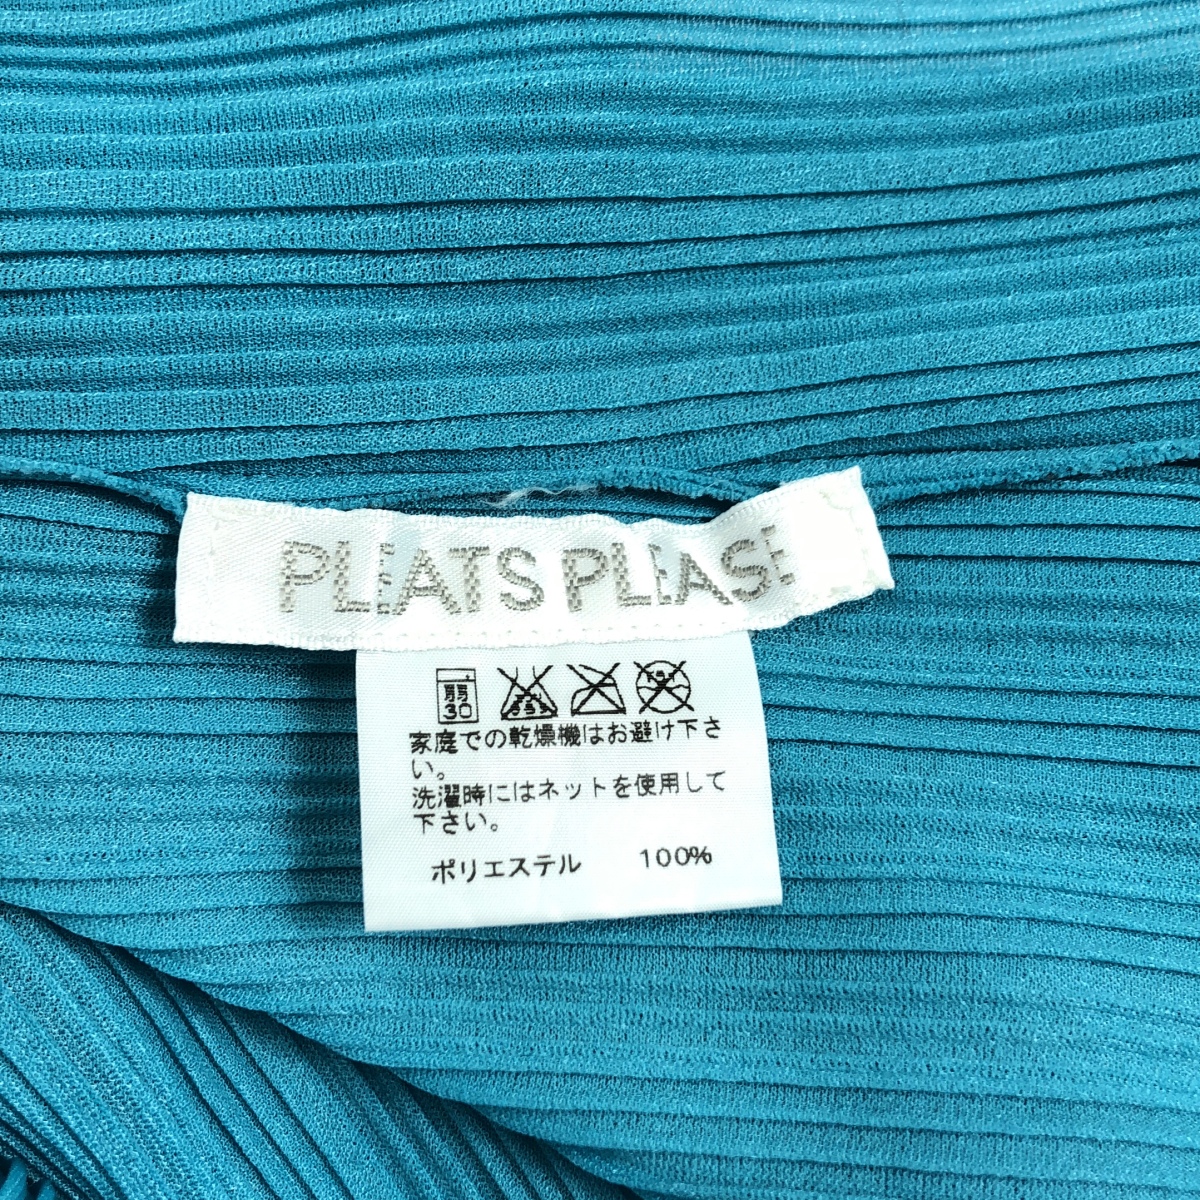 PLEATS PLEASE
弱
30
家庭での乾燥機はお避け下さ
い。
洗濯時にはネットを使用して
下さい。
ポリエステル 100%